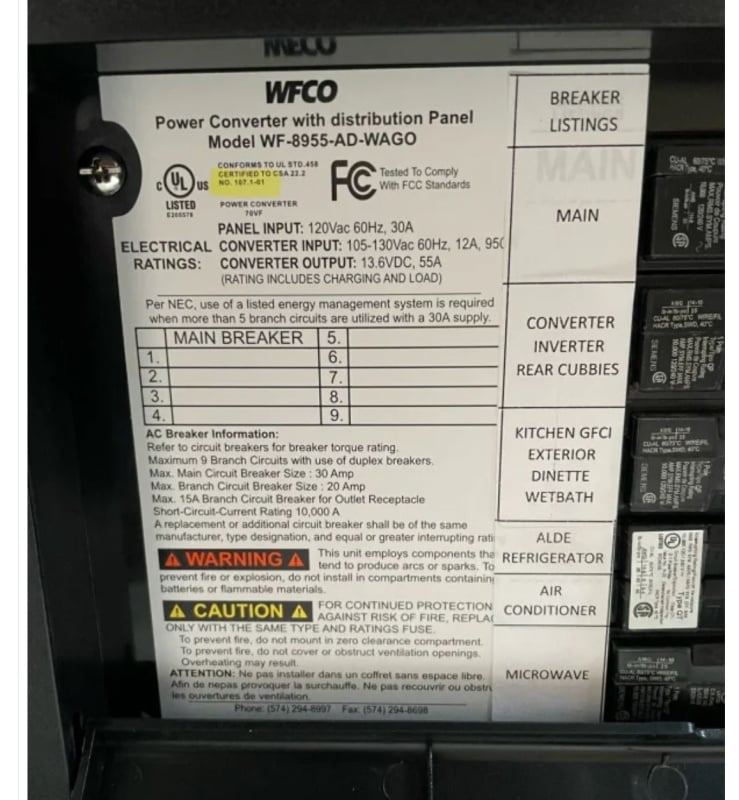 WFCO
Power Converter with distribution Panel
Model WF-8955-AD-WAGO
C UL US
LISTED
E205576
CONFORMS TO UL STD.458
CERTIFIED TO CSA 22.2
NO. 107.1-01
POWER CONVERTER
78VF
FC Tested To Comply
With FCC Standards
PANEL INPUT: 120Vac 60Hz, 30A
ELECTRICAL CONVERTER INPUT: 105-130Vac 60Hz, 12A, 950
RATINGS: CONVERTER OUTPUT: 13.6VDC, 55A
(RATING INCLUDES CHARGING AND LOAD)
Per NEC, use of a listed energy management system is required
when more than 5 branch circuits are utilized with a 30A supply.
MAIN BREAKER 5.
1. 6.
2. 7.
3. 8.
4. 9.
AC Breaker Information:
Refer to circuit breakers for breaker torque rating.
Maximum 9 Branch Circuits with use of duplex breakers.
Max. Main Circuit Breaker Size : 30 Amp
Max. Branch Circuit Breaker Size : 20 Amp
Max. 15A Branch Circuit Breaker for Outlet Receptacle
Short-Circuit-Current Rating 10,000 A
A replacement or additional circuit breaker shall be of the same
manufacturer, type designation, and equal or greater interrupting rati
WARNING This unit employs components tha
tend to produce arcs or sparks. To
prevent fire or explosion, do not install in compartments containing
batteries or flammable materials.
CAUTION FOR CONTINUED PROTECTION
AGAINST RISK OF FIRE, REPLA
ONLY WITH THE SAME TYPE AND RATINGS FUSE.
To prevent fire, do not mount in zero clearance compartment.
To prevent fire, do not cover or obstruct ventilation openings.
Overheating may result.
ATTENTION: Ne pas installer dans un coffret sans espace libre.
Afin de nepas provoquer la surchauffe. Ne pas recouvrir ou obstru
les ouvertures de ventilation.
Phone: (574) 294-8997 Fax: (574) 294-8698
BREAKER
LISTINGS
MAIN
MAIN
CONVERTER
INVERTER
REAR CUBBIES
KITCHEN GFCI
EXTERIOR
DINETTE
WETBATH
ALDE
REFRIGERATOR
AIR
CONDITIONER
MICROWAVE
SIEMENS
SIEMENS
SIEMENS